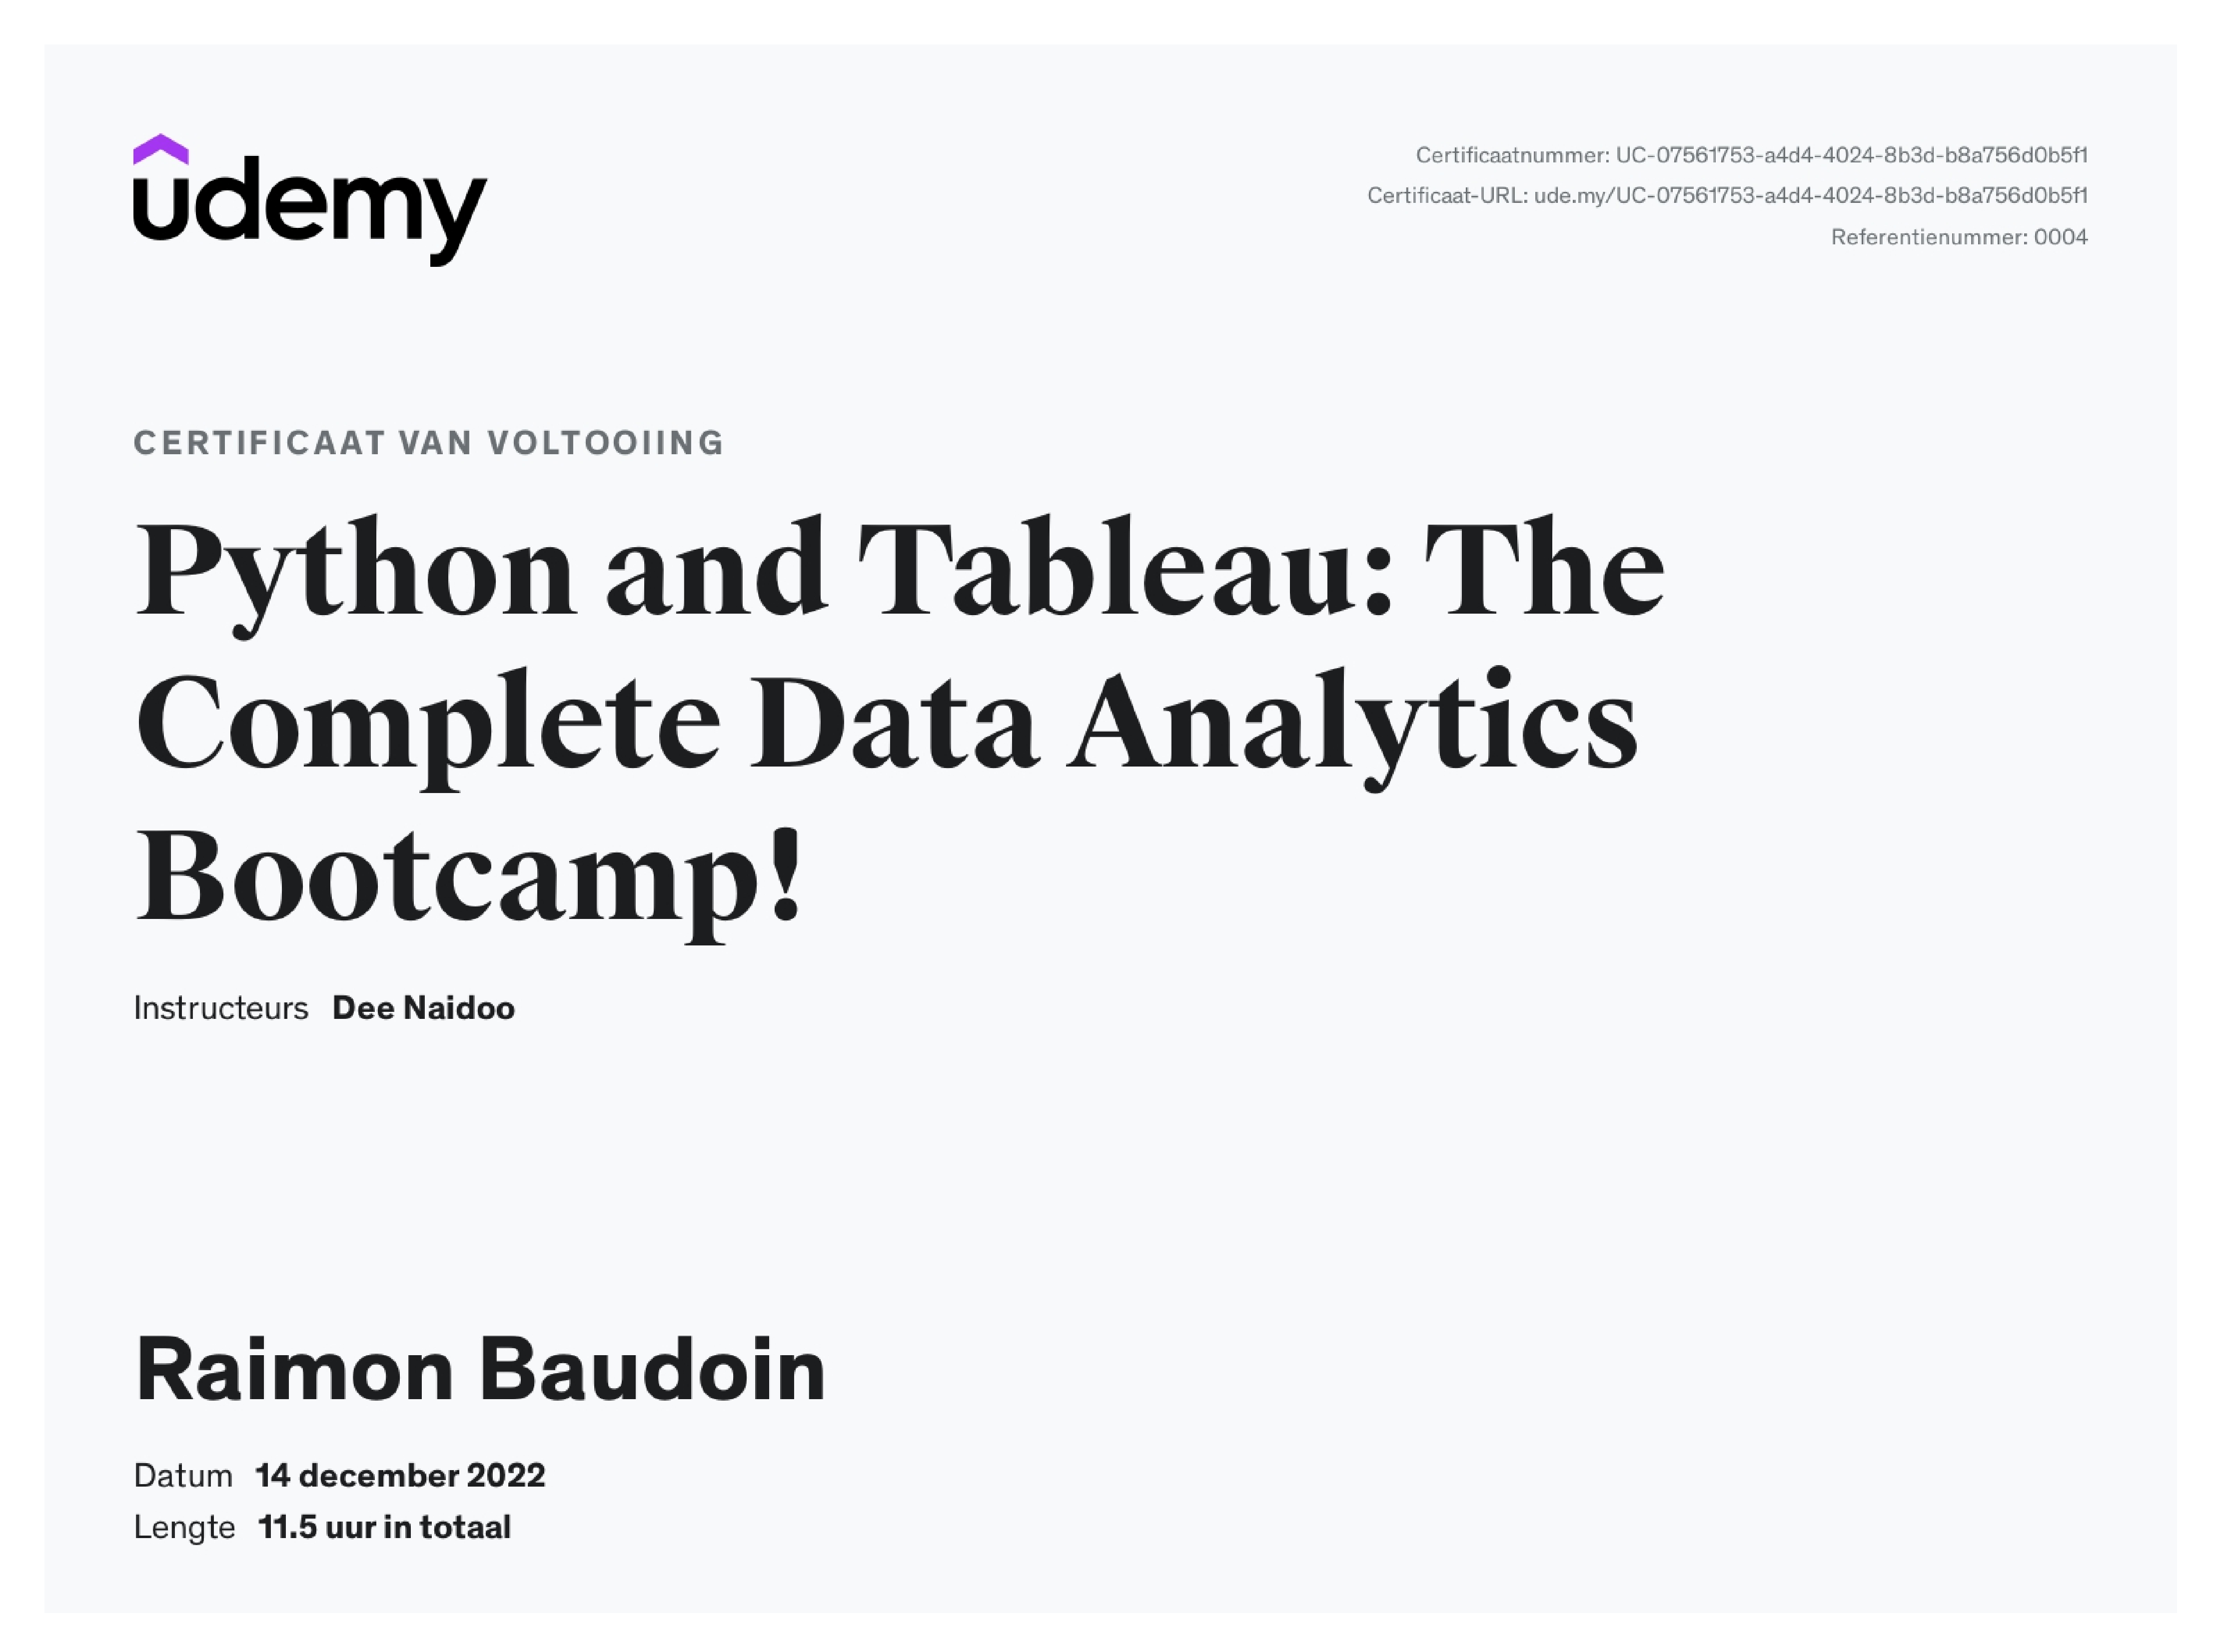 udemy
Certificaatnummer: UC-07561753-a4d4-4024-8b3d-b8a756d0b5f1
Certificaat-URL: ude.my/UC-07561753-a4d4-4024-8b3d-b8a756d0b5f1
Referentienummer: 0004
CERTIFICAAT VAN VOLTOOIING
Python and Tableau: The
Complete Data Analytics
Bootcamp!
Instructeurs Dee Naidoo
Raimon Baudoin
Datum 14 december 2022
Lengte 11.5 uur in totaal